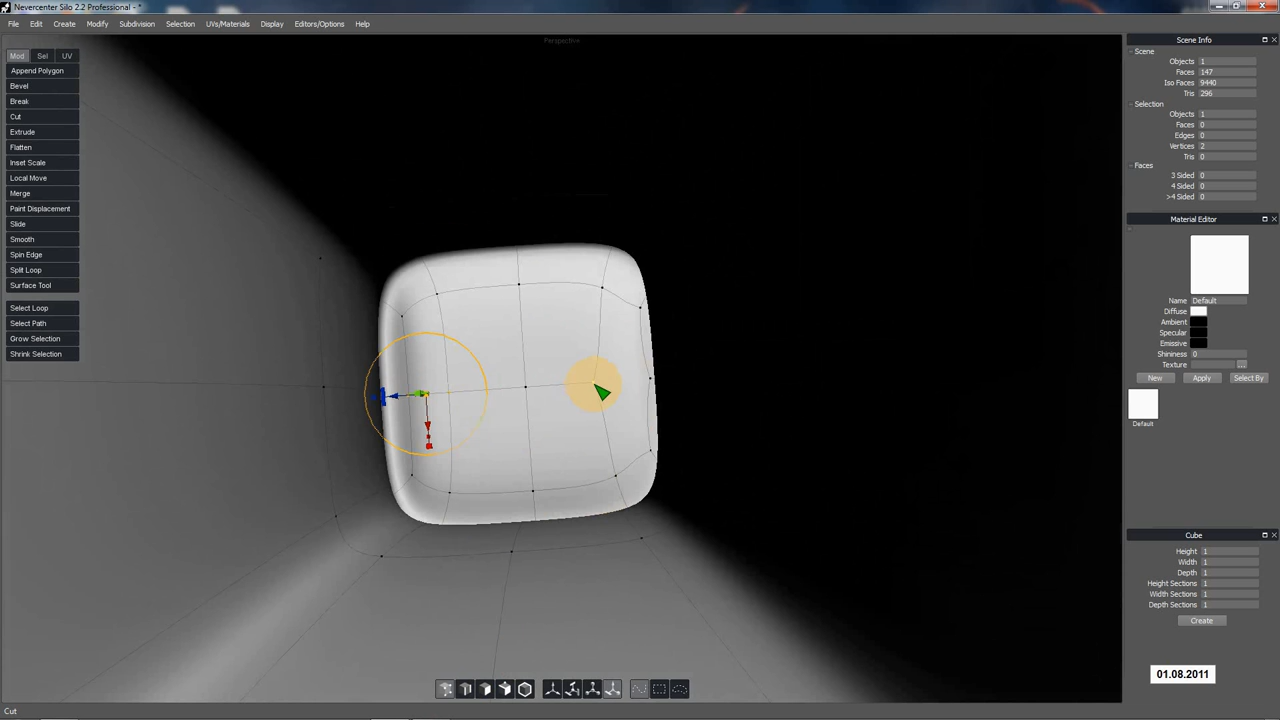 Nevercenter Silo 2.2 Professional - *
File Edit Create Modify Subdivision Selection UVs/Materials Display Editors/Options Help
Perspective
Mod Sel UV
Append Polygon
Bevel
Break
Cut
Extrude
Flatten
Inset Scale
Local Move
Merge
Paint Displacement
Slide
Smooth
Spin Edge
Split Loop
Surface Tool
Select Loop
Select Path
Grow Selection
Shrink Selection
Scene Info
Scene
Objects 1
Faces 147
Iso Faces 9440
Tris 296
Selection
Objects 1
Faces 0
Edges 0
Vertices 2
Tris 0
Faces
3 Sided 0
4 Sided 0
>4 Sided 0
Material Editor
Name Default
Diffuse
Ambient
Specular
Emissive
Shininess 0
Texture ...
New Apply Select By
Default
Cube
Height 1
Width 1
Depth 1
Height Sections 1
Width Sections 1
Depth Sections 1
Create
01.08.2011
Cut